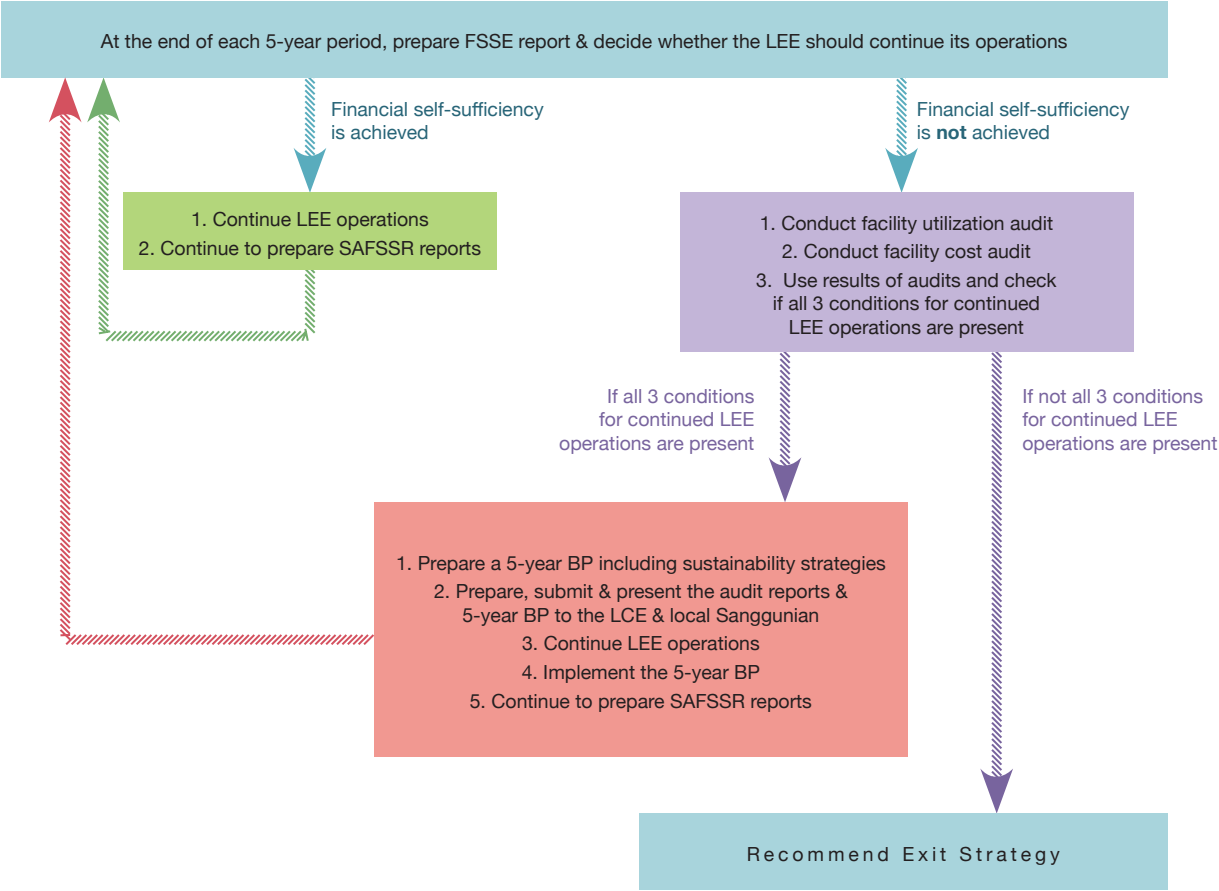 At the end of each 5-year period, prepare FSSE report & decide whether the LEE should continue its operations
Financial self-sufficiency
is achieved
Financial self-sufficiency
is not achieved
1. Continue LEE operations
2. Continue to prepare SAFSSR reports
1. Conduct facility utilization audit
2. Conduct facility cost audit
3. Use results of audits and check
if all 3 conditions for continued
LEE operations are present
If all 3 conditions
for continued LEE
operations are present
If not all 3 conditions
for continued LEE
operations are present
1. Prepare a 5-year BP including sustainability strategies
2. Prepare, submit & present the audit reports &
5-year BP to the LCE & local Sanggunian
3. Continue LEE operations
4. Implement the 5-year BP
5. Continue to prepare SAFSSR reports
Recommend Exit Strategy